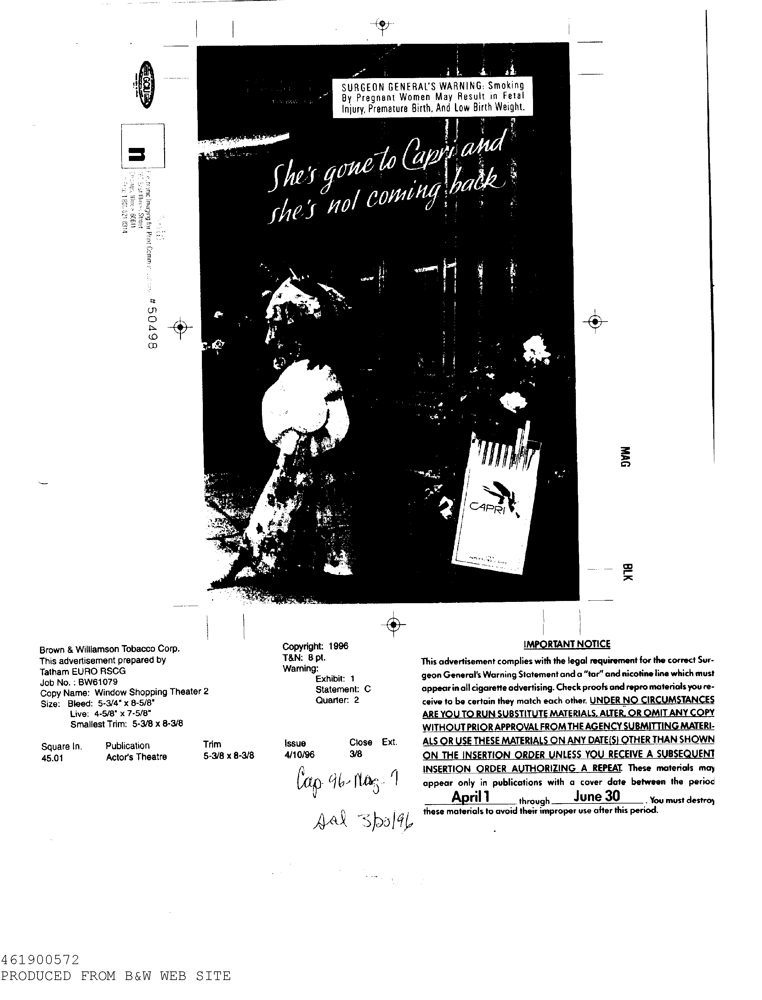 SURGEON GENERAL'S WARNING: Smoking
By Pregnant Women May Result in Fetal
Injury, Premature Birth, And Low Birth Weight.
She's gone to Capri and
she's not coming back
n
Electronic Imaging for Print Communications
#50498
CAPRI
MAG
BLK
Brown & Williamson Tobacco Corp.
This advertisement prepared by
Tatham EURO RSCG
Job No. : BW61079
Copy Name: Window Shopping Theater 2
Size: Bleed: 5-3/4" x 8-5/8"
Live: 4-5/8" x 7-5/8"
Smallest Trim: 5-3/8 x 8-3/8
Square In. Publication Trim Issue Close Ext.
45.01 Actor's Theatre 5-3/8 x 8-3/8 4/10/96 3/8
Copyright: 1996
T&N: 8 pt.
Warning:
Exhibit: 1
Statement: C
Quarter: 2
Cap 96-Mag-7
IMPORTANT NOTICE
This advertisement complies with the legal requirement for the correct Sur-
geon General's Warning Statement and a "tar" and nicotine line which must
appear in all cigarette advertising. Check proofs and repro materials you re-
ceive to be certain they match each other. UNDER NO CIRCUMSTANCES
ARE YOU TO RUN SUBSTITUTE MATERIALS, ALTER, OR OMIT ANY COPY
WITHOUT PRIOR APPROVAL FROM THE AGENCY SUBMITTING MATERI-
ALS OR USE THESE MATERIALS ON ANY DATE(S) OTHER THAN SHOWN
ON THE INSERTION ORDER UNLESS YOU RECEIVE A SUBSEQUENT
INSERTION ORDER AUTHORIZING A REPEAT. These materials may
appear only in publications with a cover date between the period
April 1 through June 30. You must destroy
these materials to avoid their improper use after this period.
461900572
PRODUCED FROM B&W WEB SITE